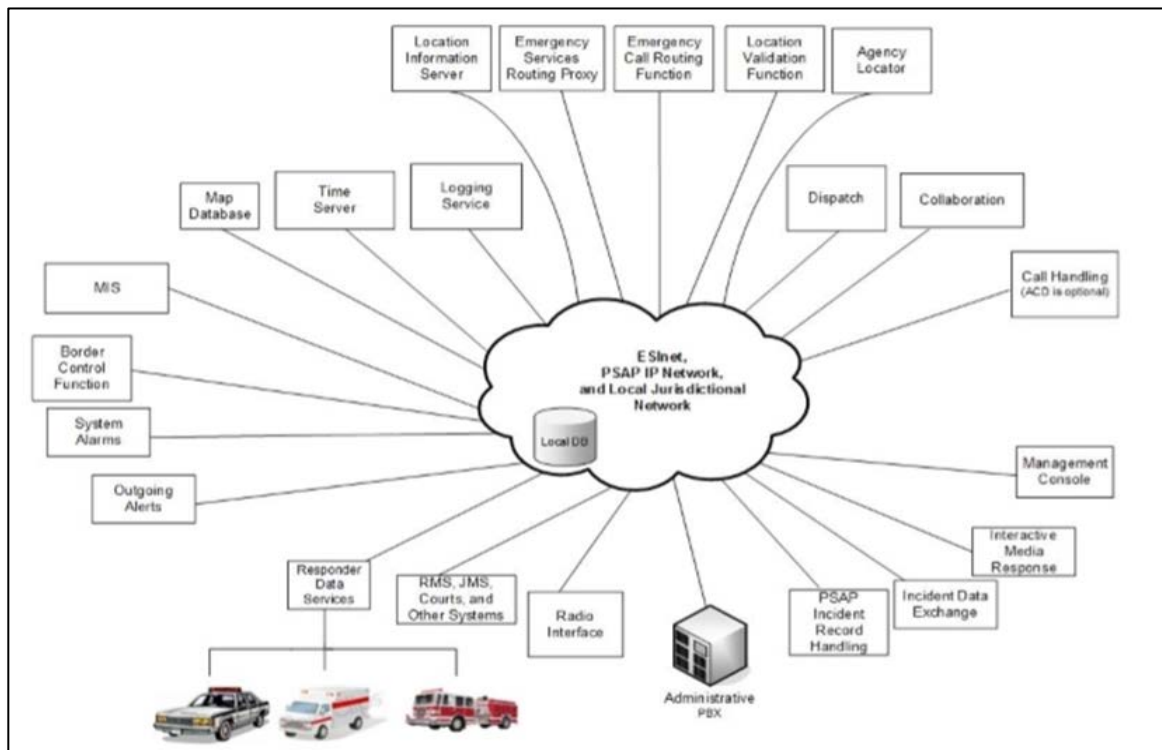 Location
Information
Server
Emergency
Services
Routing Proxy
Emergency
Call Routing
Function
Location
Validation
Function
Agency
Locator
Map
Database
Time
Server
Logging
Service
Dispatch
Collaboration
MIS
Call Handling
(ACD is optional)
Border
Control
Function
ESInet,
PSAP IP Network,
and Local Jurisdictional
Network
Local DB
System
Alarms
Outgoing
Alerts
Management
Console
Interactive
Media
Response
Responder
Data
Services
RMS, JMS,
Courts, and
Other Systems
Radio
Interface
Administrative
PBX
PSAP
Incident
Record
Handling
Incident Data
Exchange